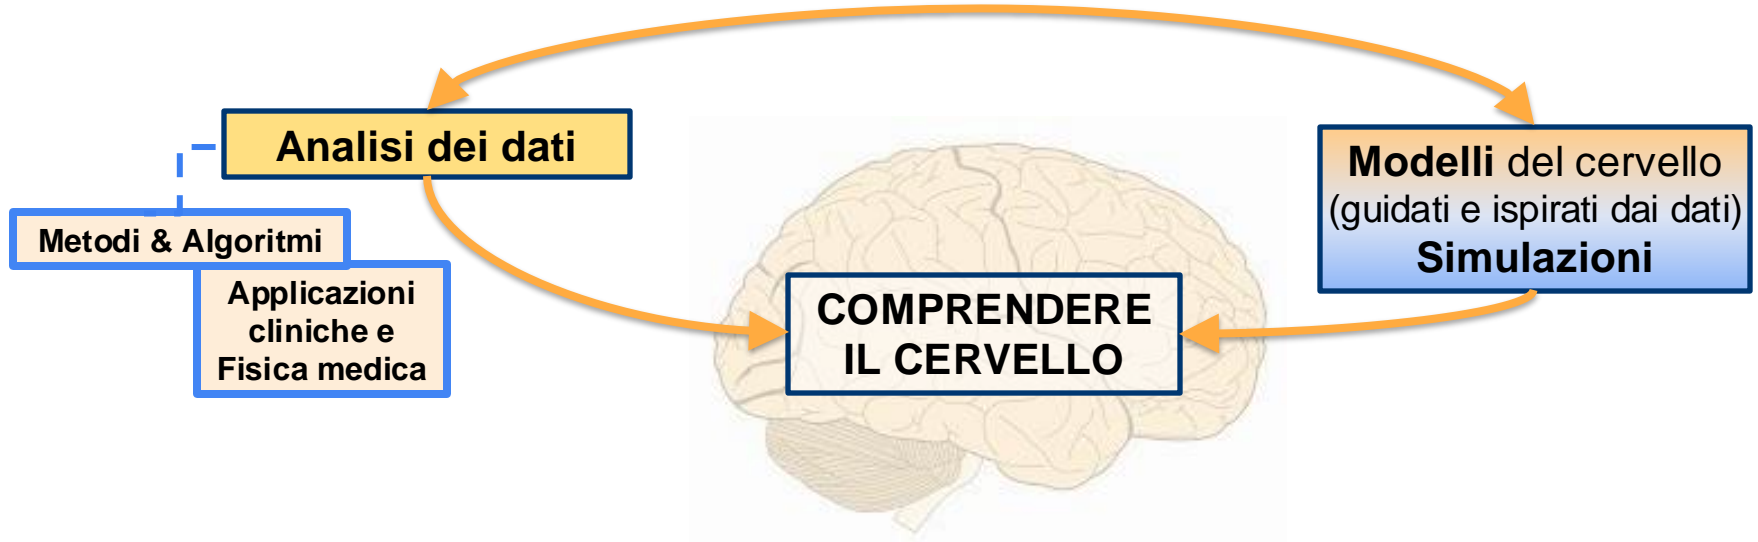 Analisi dei dati
Metodi & Algoritmi
Applicazioni
cliniche e
Fisica medica
COMPRENDERE
IL CERVELLO
Modelli del cervello
(guidati e ispirati dai dati)
Simulazioni